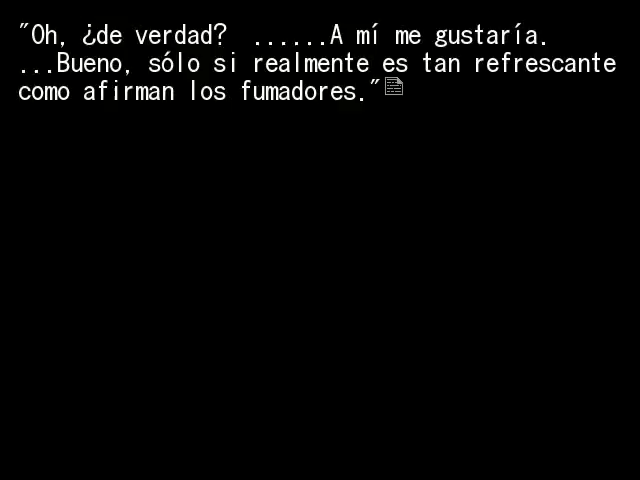 "Oh, ¿de verdad?  ......A mí me gustaría.
...Bueno, sólo si realmente es tan refrescante
como afirman los fumadores."